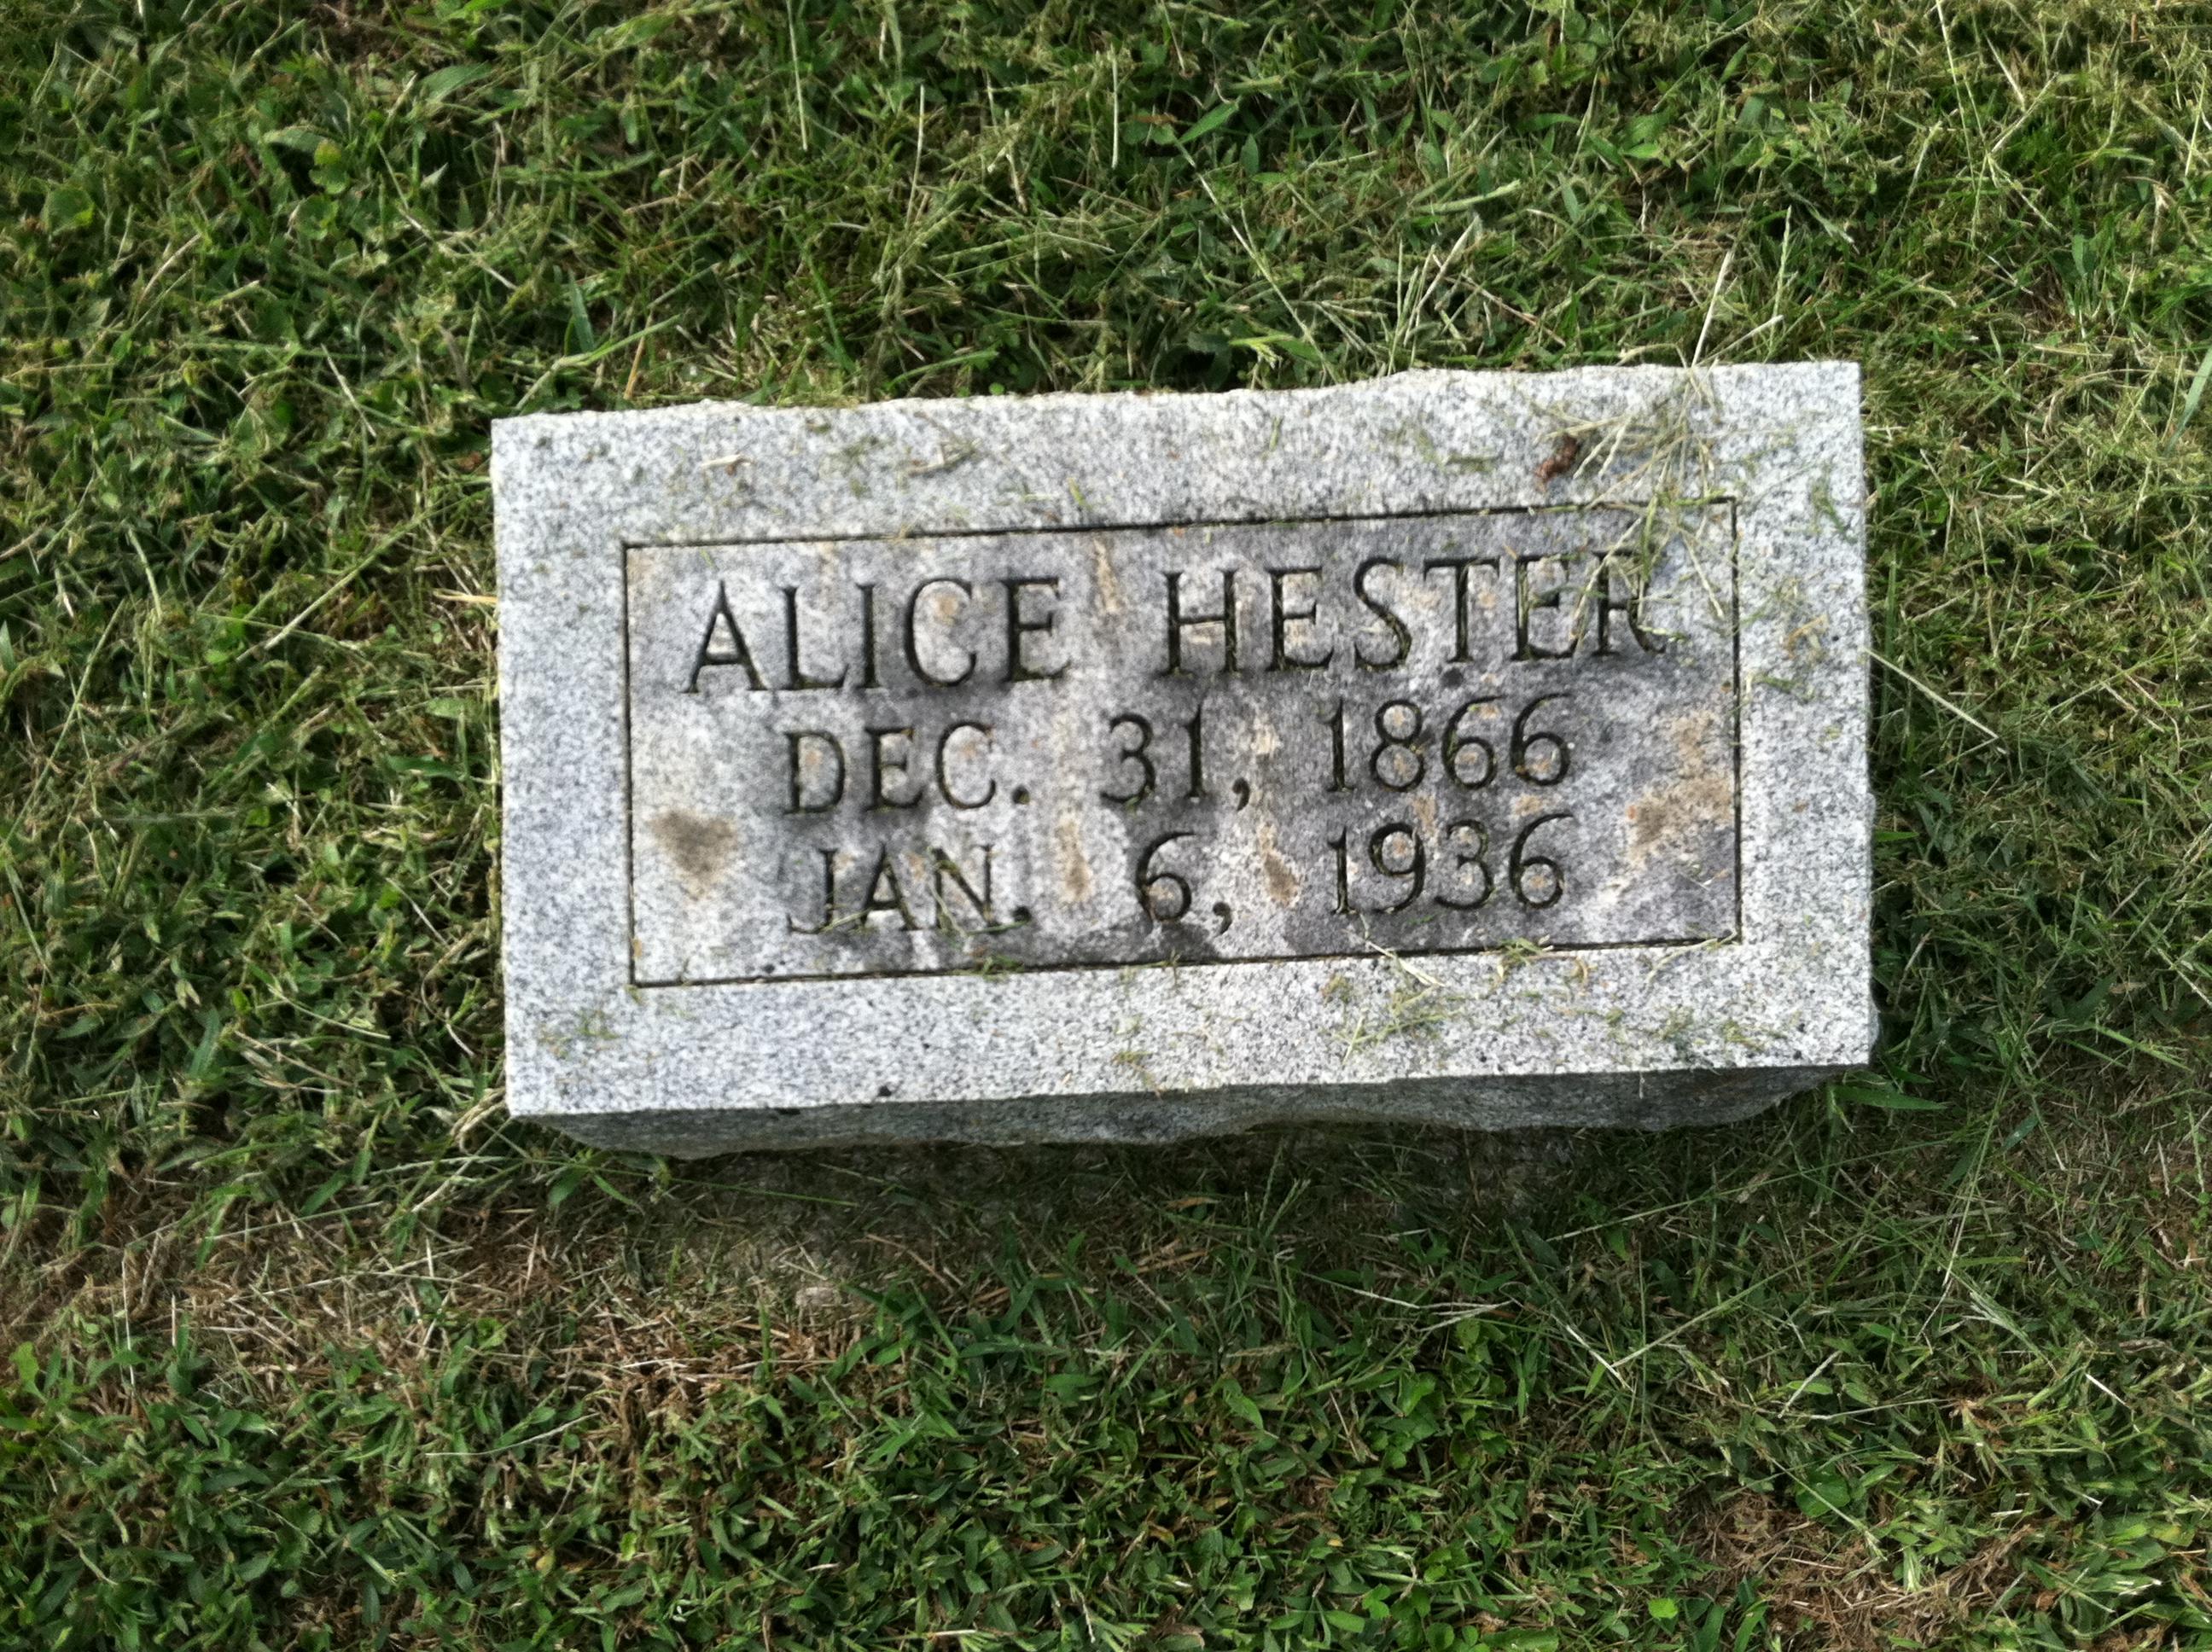 ALICE HESTER
DEC. 31, 1866
JAN. 6, 1936